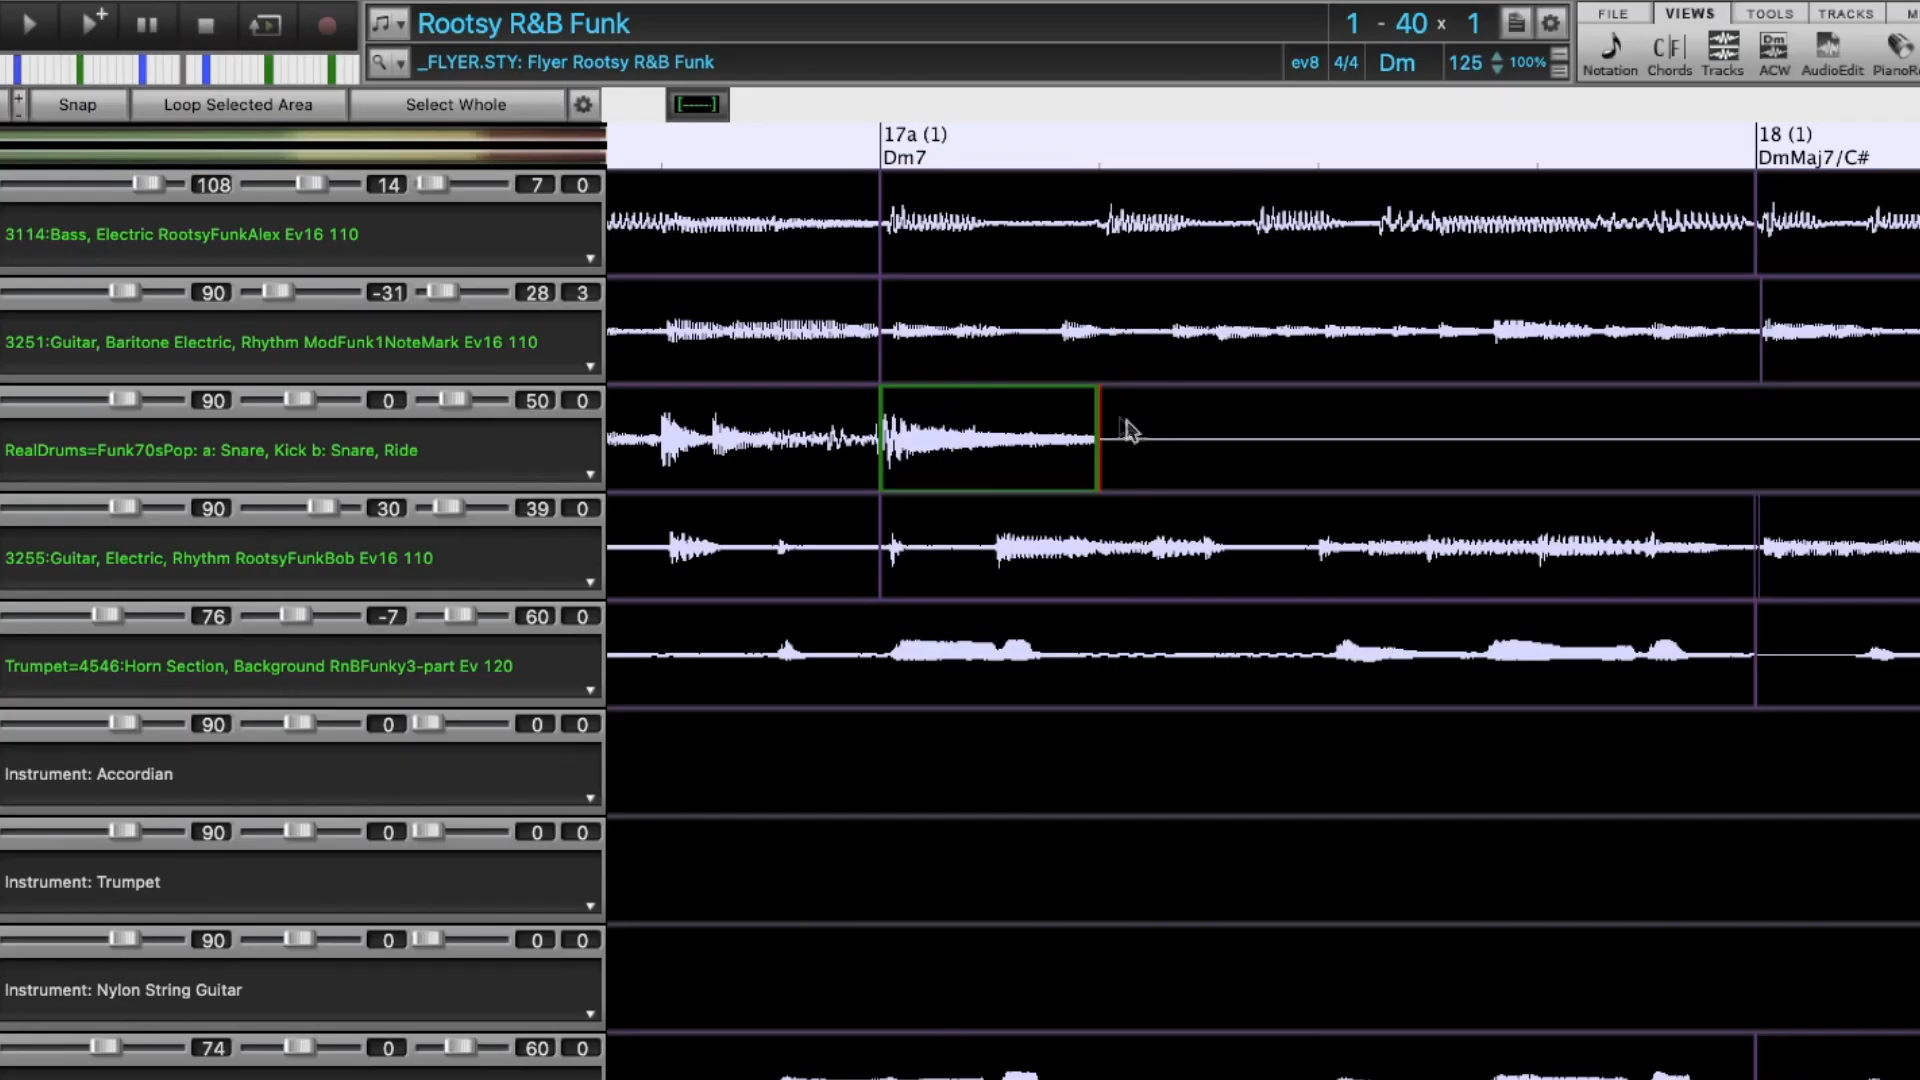 Rootsy R&B Funk
1 - 40 x 1
_FLYER.STY: Flyer Rootsy R&B Funk
ev8 4/4 Dm 125 100%
FILE VIEWS TOOLS TRACKS
Notation Chords Tracks ACW AudioEdit
Snap Loop Selected Area Select Whole
17a (1) 18 (1)
Dm7 DmMaj7/C#
108 14 7 0
3114:Bass, Electric RootsyFunkAlex Ev16 110
90 -31 28 3
3251:Guitar, Baritone Electric, Rhythm ModFunk1NoteMark Ev16 110
90 0 50 0
RealDrums=Funk70sPop: a: Snare, Kick b: Snare, Ride
90 30 39 0
3255:Guitar, Electric, Rhythm RootsyFunkBob Ev16 110
76 -7 60 0
Trumpet=4546:Horn Section, Background RnBFunky3-part Ev 120
90 0 0 0
Instrument: Accordian
90 0 0 0
Instrument: Trumpet
90 0 0 0
Instrument: Nylon String Guitar
74 0 60 0